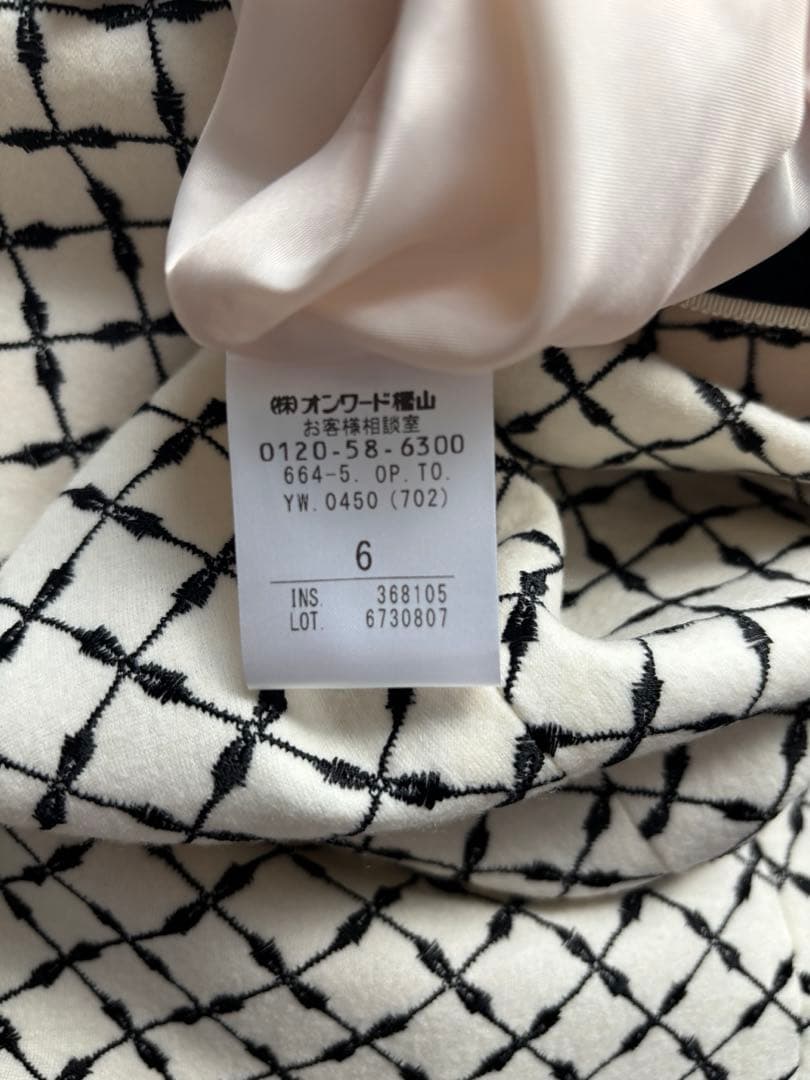 ㈱オンワード樫山
お客様相談室
0120-58-6300
664-5. OP.TO.
YW.0450(702)
6
INS. 368105
LOT. 6730807